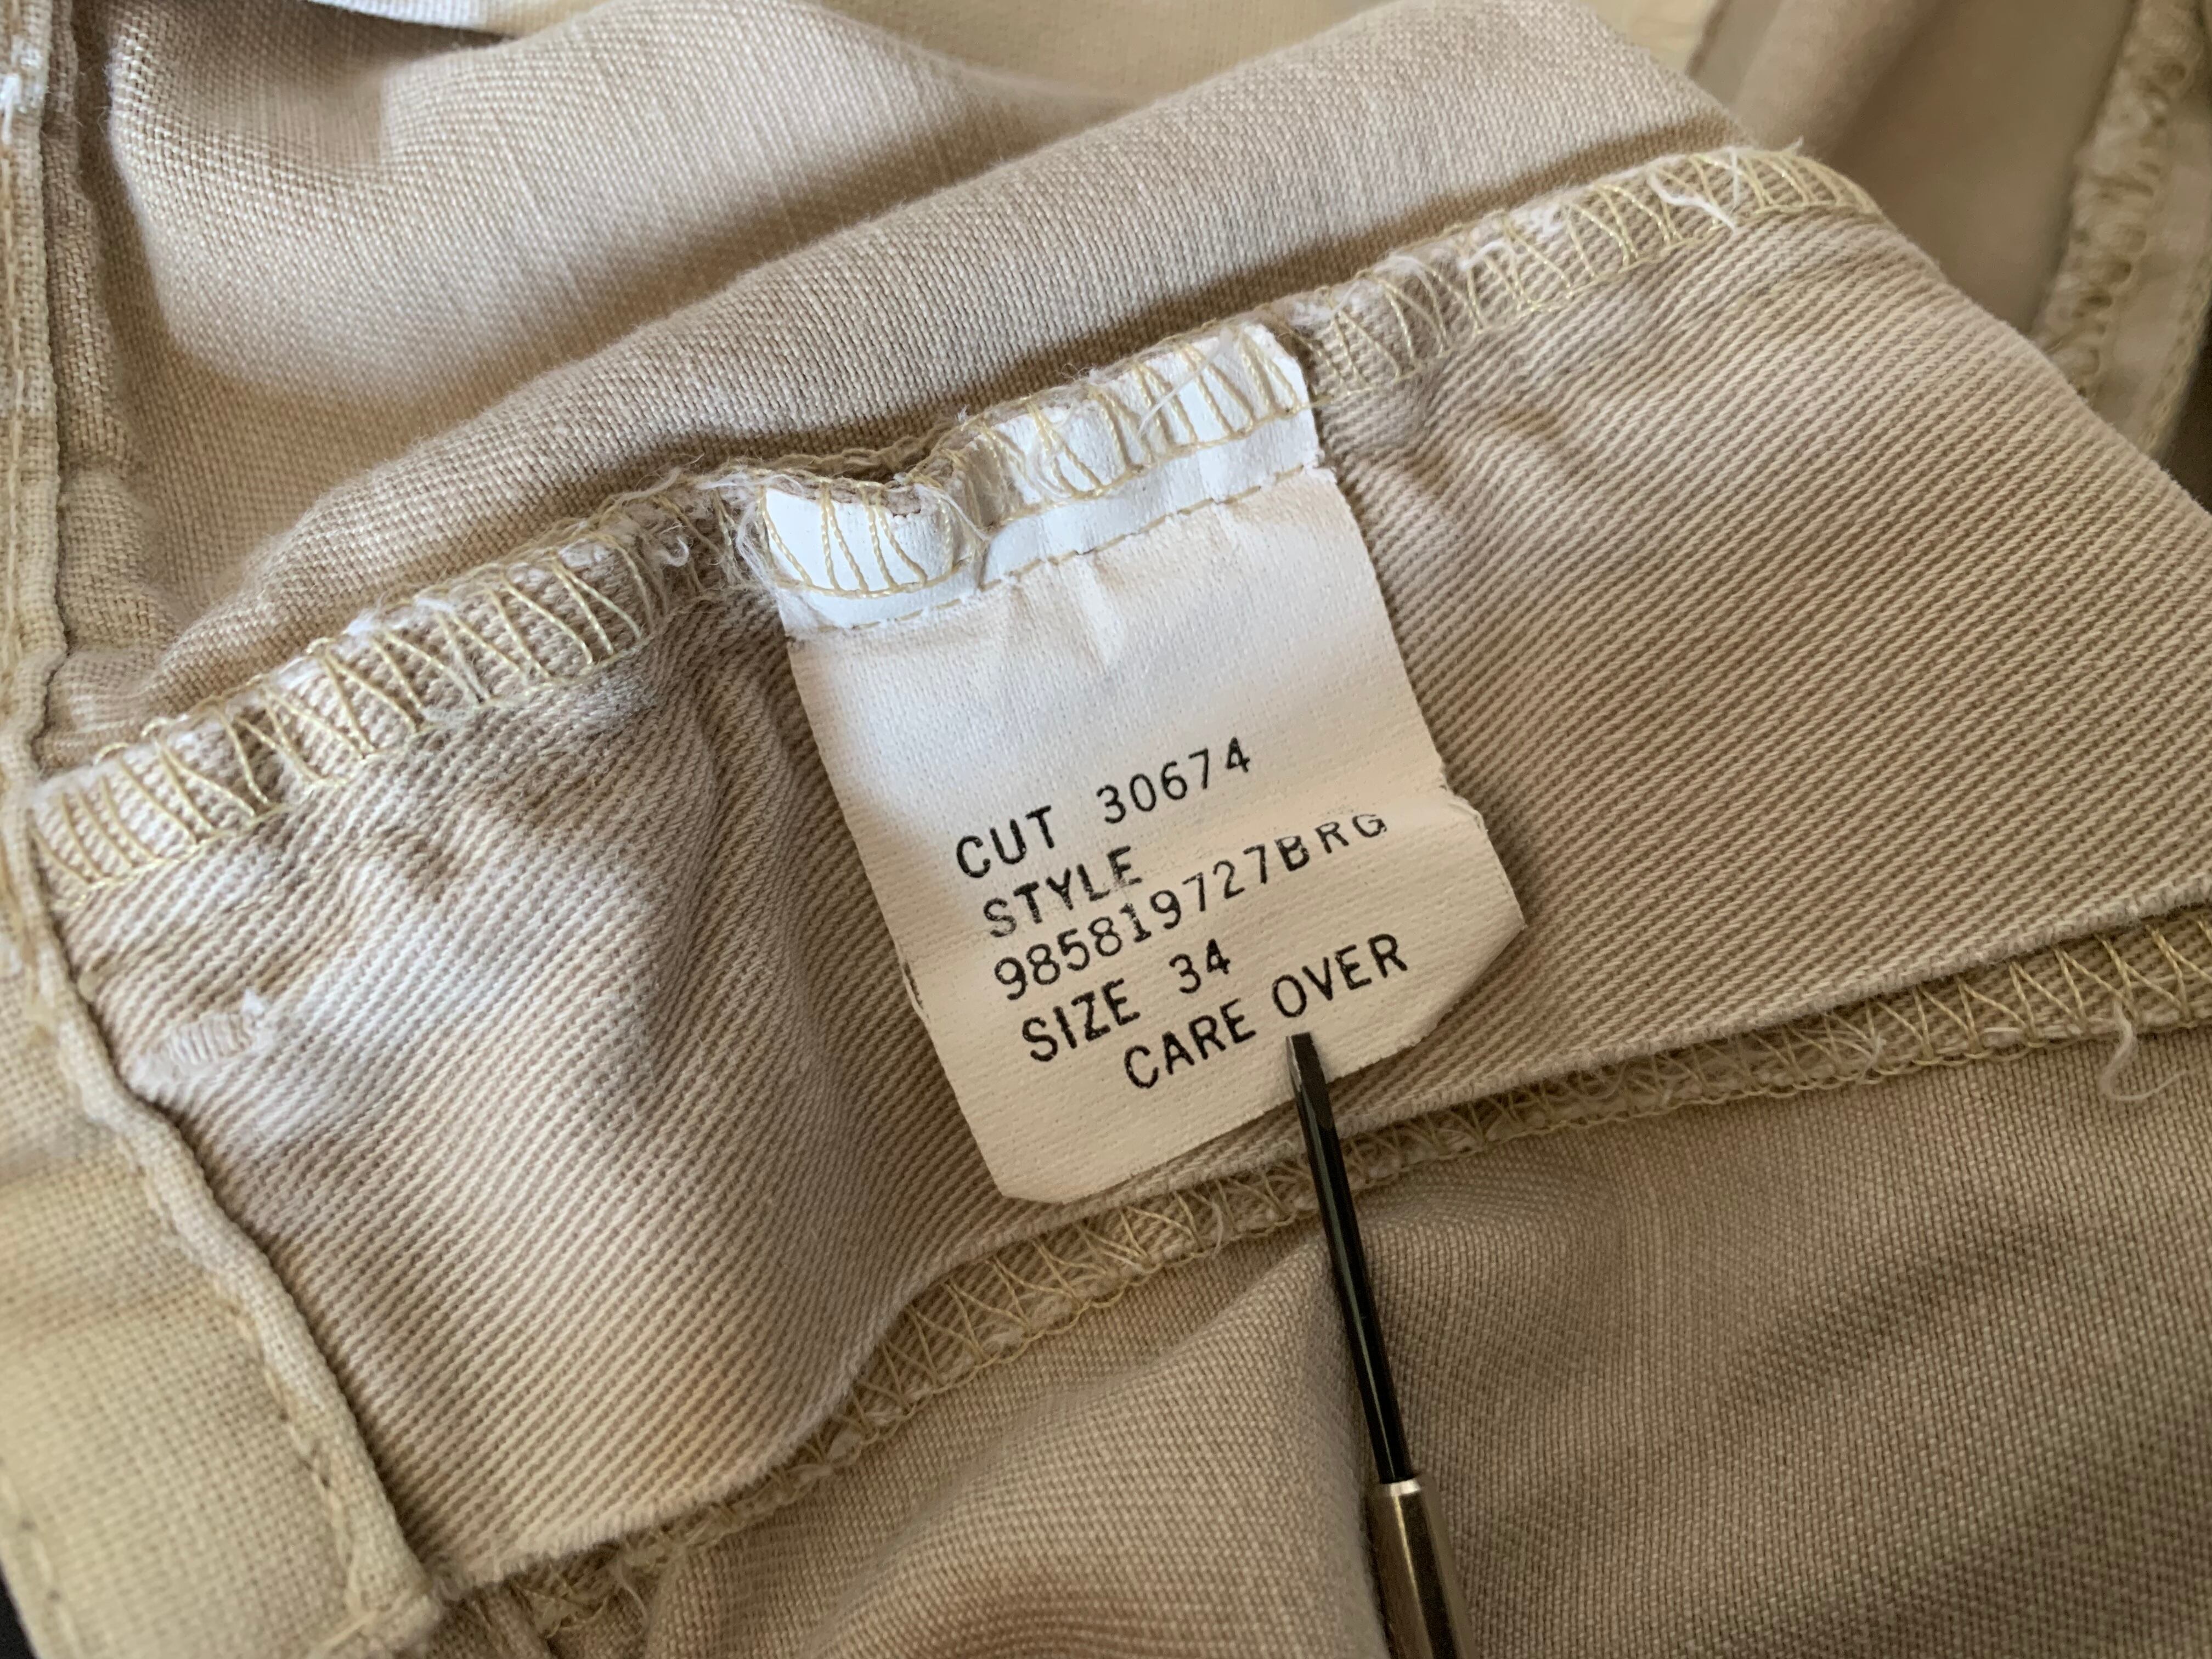 CUT 30674
STYLE
985819727BRG
SIZE 34
CARE OVER